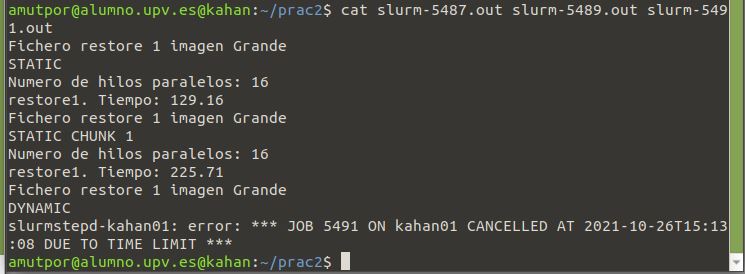 amutpor@alumno.upv.es@kahan:~/prac2$ cat slurm-5487.out slurm-5489.out slurm-549
1.out
Fichero restore 1 imagen Grande
STATIC
Numero de hilos paralelos: 16
restore1. Tiempo: 129.16
Fichero restore 1 imagen Grande
STATIC CHUNK 1
Numero de hilos paralelos: 16
restore1. Tiempo: 225.71
Fichero restore 1 imagen Grande
DYNAMIC
slurmstepd-kahan01: error: *** JOB 5491 ON kahan01 CANCELLED AT 2021-10-26T15:13
:08 DUE TO TIME LIMIT ***
amutpor@alumno.upv.es@kahan:~/prac2$